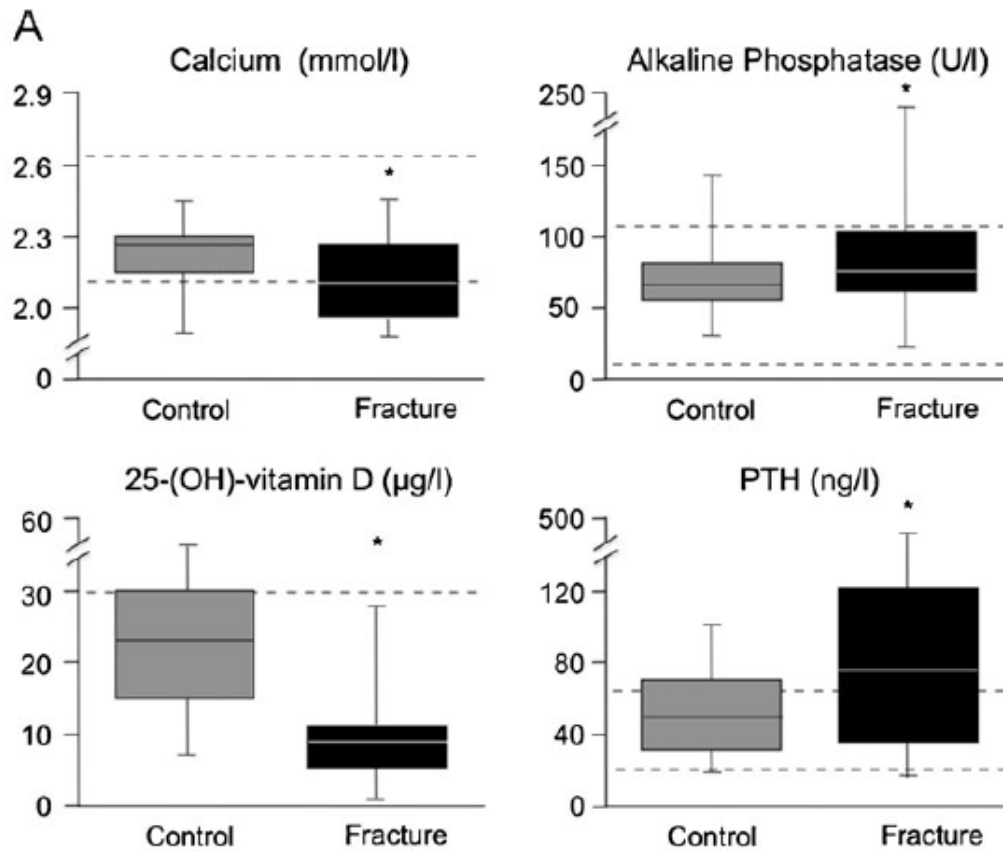 A
Calcium (mmol/l)
2.9
2.6
2.3
2.0
0
*
Control Fracture
Alkaline Phosphatase (U/l)
250
150
100
50
0
*
Control Fracture
25-(OH)-vitamin D (µg/l)
60
30
20
10
0
*
Control Fracture
PTH (ng/l)
500
120
80
40
0
*
Control Fracture